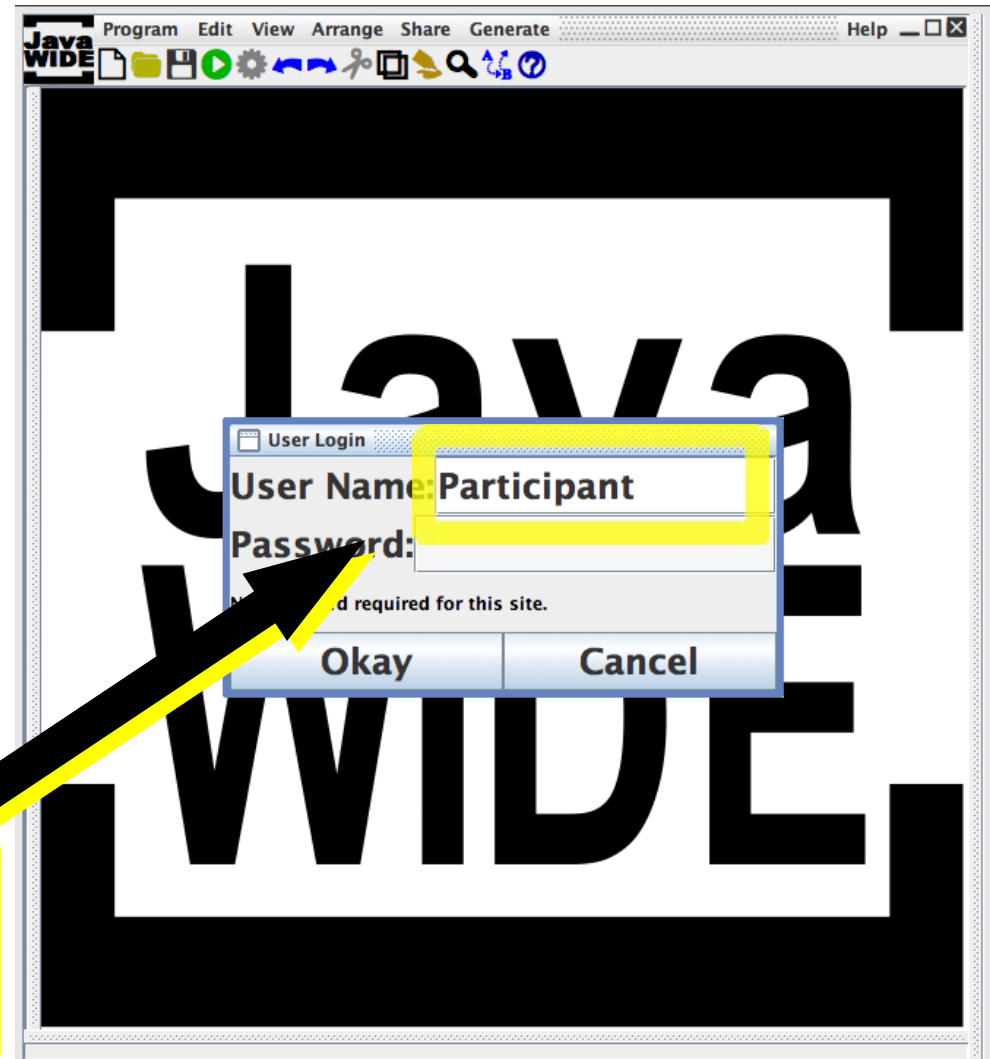 Java
WIDE
Program Edit View Arrange Share Generate Help
Java
WIDE
User Login
User Name: Participant
Password:
required for this site.
Okay Cancel